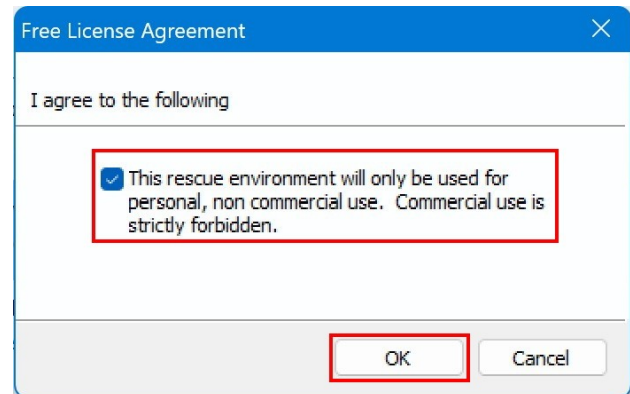 Free License Agreement
I agree to the following
This rescue environment will only be used for
personal, non commercial use.  Commercial use is
strictly forbidden.
OK
Cancel